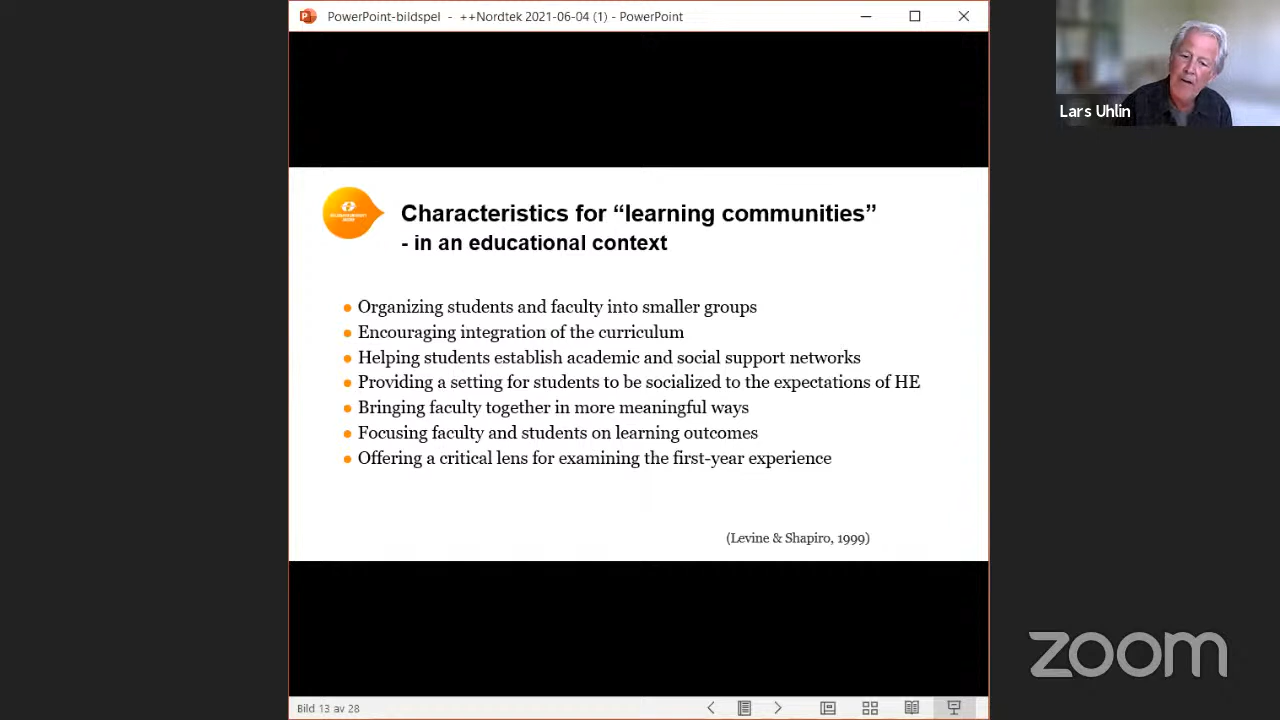 PowerPoint-bildspel - ++Nordtek 2021-06-04 (1) - PowerPoint
Lars Uhlin
Characteristics for “learning communities”
- in an educational context
Organizing students and faculty into smaller groups
Encouraging integration of the curriculum
Helping students establish academic and social support networks
Providing a setting for students to be socialized to the expectations of HE
Bringing faculty together in more meaningful ways
Focusing faculty and students on learning outcomes
Offering a critical lens for examining the first-year experience
(Levine & Shapiro, 1999)
zoom
Bild 13 av 28